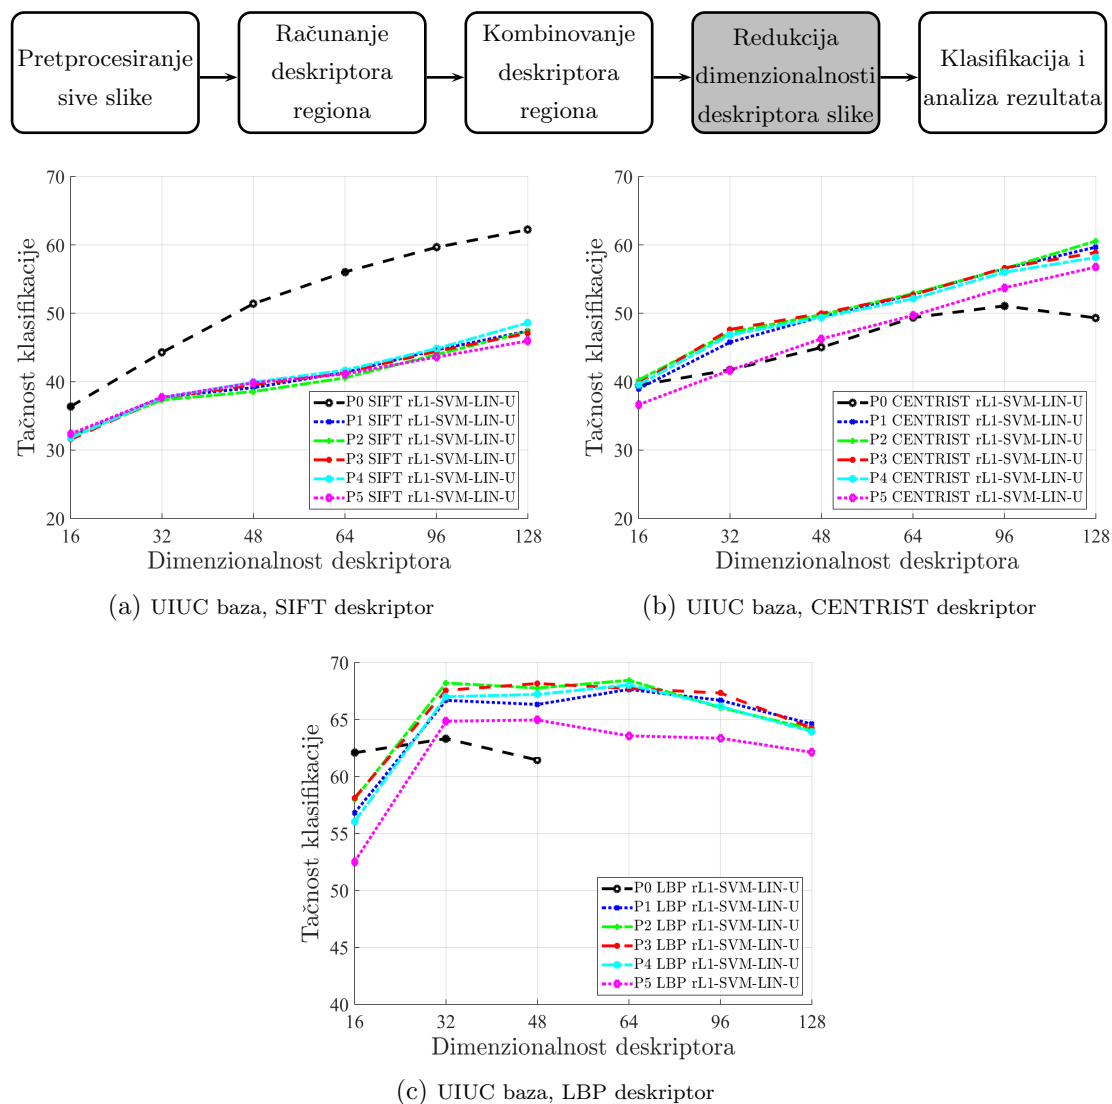 Pretprocesiranje
sive slike
Računanje
deskriptora
regiona
Kombinovanje
deskriptora
regiona
Redukcija
dimenzionalnosti
deskriptora slike
Klasifikacija i
analiza rezultata
Tačnost klasifikacije
70
60
50
40
30
20
P0 SIFT rL1-SVM-LIN-U
P1 SIFT rL1-SVM-LIN-U
P2 SIFT rL1-SVM-LIN-U
P3 SIFT rL1-SVM-LIN-U
P4 SIFT rL1-SVM-LIN-U
P5 SIFT rL1-SVM-LIN-U
16 32 48 64 96 128
Dimenzionalnost deskriptora
(a) UIUC baza, SIFT deskriptor
Tačnost klasifikacije
70
60
50
40
30
20
P0 CENTRIST rL1-SVM-LIN-U
P1 CENTRIST rL1-SVM-LIN-U
P2 CENTRIST rL1-SVM-LIN-U
P3 CENTRIST rL1-SVM-LIN-U
P4 CENTRIST rL1-SVM-LIN-U
P5 CENTRIST rL1-SVM-LIN-U
16 32 48 64 96 128
Dimenzionalnost deskriptora
(b) UIUC baza, CENTRIST deskriptor
Tačnost klasifikacije
70
65
60
55
50
45
40
P0 LBP rL1-SVM-LIN-U
P1 LBP rL1-SVM-LIN-U
P2 LBP rL1-SVM-LIN-U
P3 LBP rL1-SVM-LIN-U
P4 LBP rL1-SVM-LIN-U
P5 LBP rL1-SVM-LIN-U
16 32 48 64 96 128
Dimenzionalnost deskriptora
(c) UIUC baza, LBP deskriptor